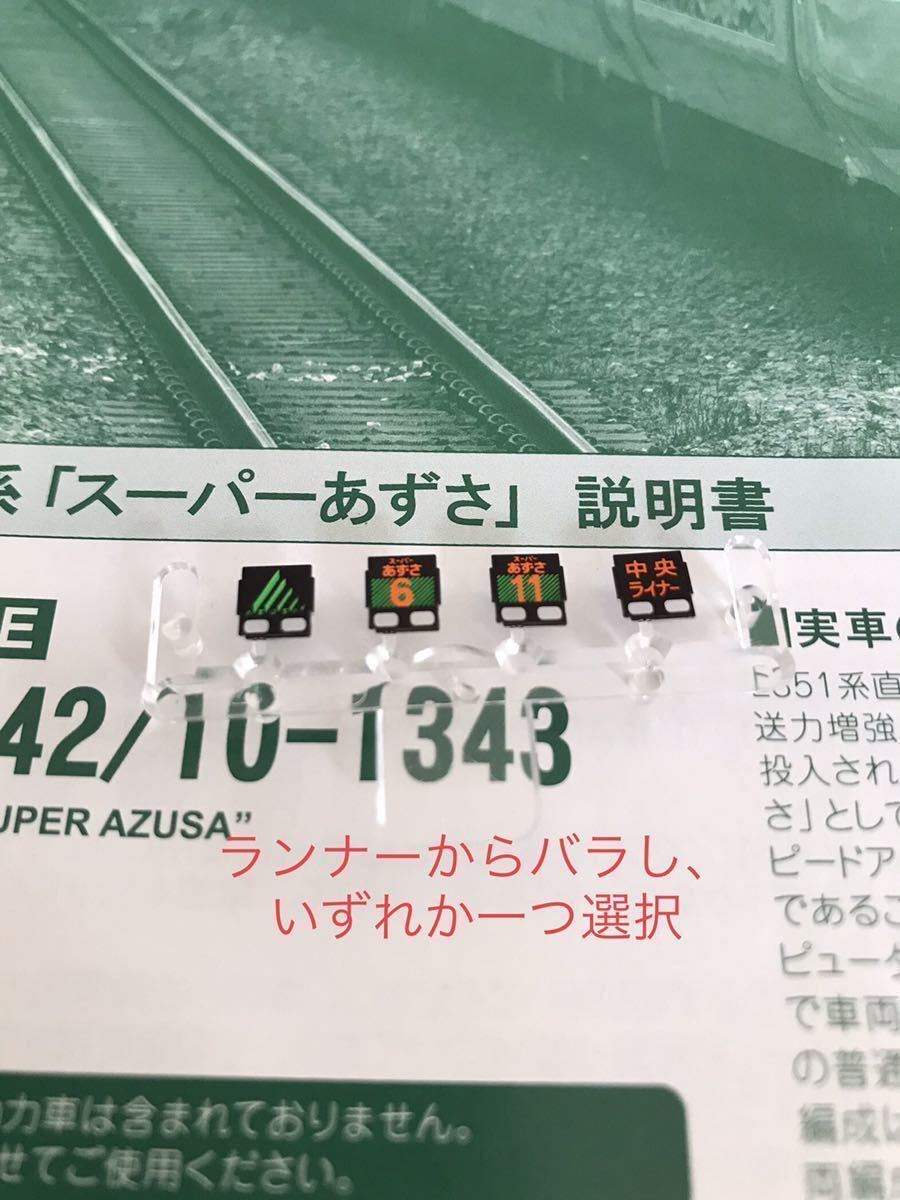 系「スーパーあずさ」 説明書
スーパー
あずさ
6
スーパー
あずさ
11
中央
ライナー
E
42/10-1343
UPER AZUSA”
ランナーからバラし、
いずれか一つ選択
実車の
E351系直
送力増強
投入され
さ」として
ピードア
であるこ
ピュータ
で車両
の普通
編成は
両編成
力車は含まれておりません。
せてご使用ください。